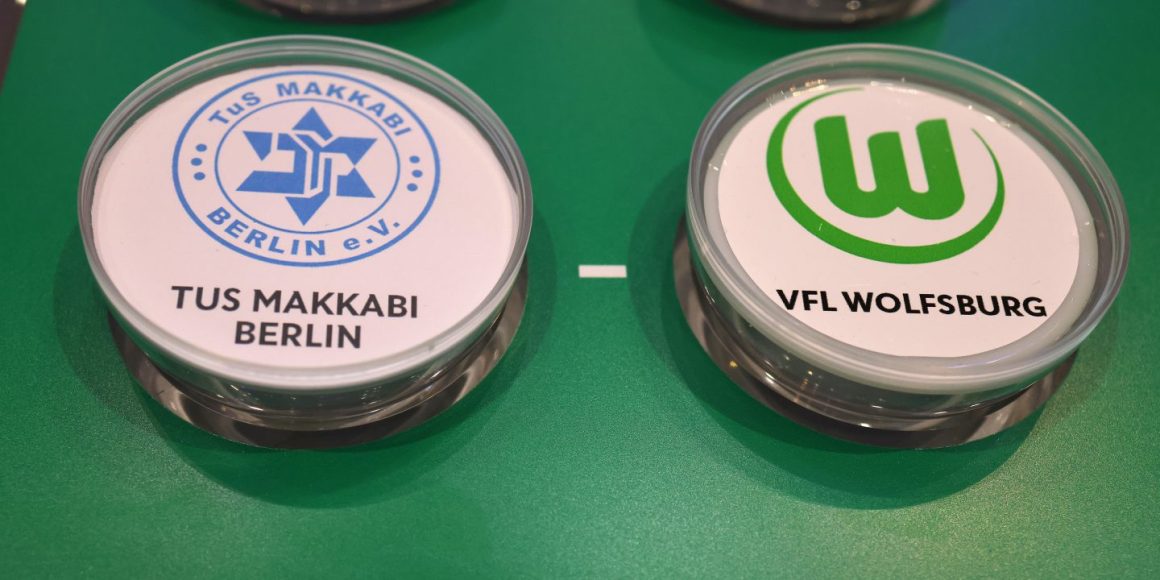 TuS MAKKABI
BERLIN e.V.
TUS MAKKABI
BERLIN
-
W
VFL WOLFSBURG